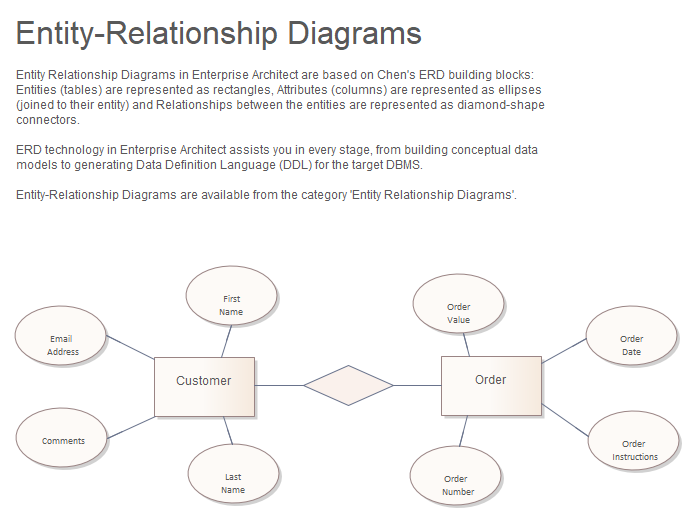 Entity-Relationship Diagrams
Entity Relationship Diagrams in Enterprise Architect are based on Chen's ERD building blocks:
Entities (tables) are represented as rectangles, Attributes (columns) are represented as ellipses
(joined to their entity) and Relationships between the entities are represented as diamond-shape
connectors.
ERD technology in Enterprise Architect assists you in every stage, from building conceptual data
models to generating Data Definition Language (DDL) for the target DBMS.
Entity-Relationship Diagrams are available from the category 'Entity Relationship Diagrams'.
First
Name
Order
Value
Email
Address
Order
Date
Customer
Order
Comments
Order
Instructions
Last
Name
Order
Number